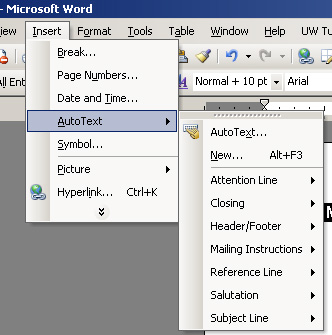 - Microsoft Word
iew Insert Format Tools Table Window Help UW Tu
Break...
Page Numbers...
Date and Time...
AutoText
Symbol...
Picture
Hyperlink... Ctrl+K
All Ent
Normal + 10 pt Arial
AutoText...
New... Alt+F3
Attention Line
Closing
Header/Footer
Mailing Instructions
Reference Line
Salutation
Subject Line